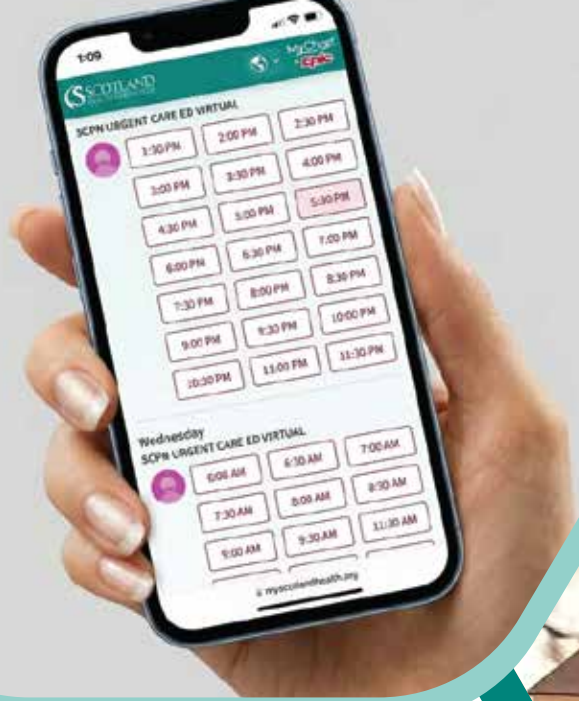 1:09
SCOTLAND
MyChart
Epic
SCPN URGENT CARE ED VIRTUAL
1:30 PM 2:00 PM 2:30 PM
3:00 PM 3:30 PM 4:00 PM
4:30 PM 5:00 PM 5:30 PM
6:00 PM 6:30 PM 7:00 PM
7:30 PM 8:00 PM 8:30 PM
9:00 PM 9:30 PM 10:00 PM
10:30 PM 11:00 PM 11:30 PM
Wednesday
SCPN URGENT CARE ED VIRTUAL
6:00 AM 6:30 AM 7:00 AM
7:30 AM 8:00 AM 8:30 AM
9:00 AM 9:30 AM 11:30 AM
myscotlandhealth.org